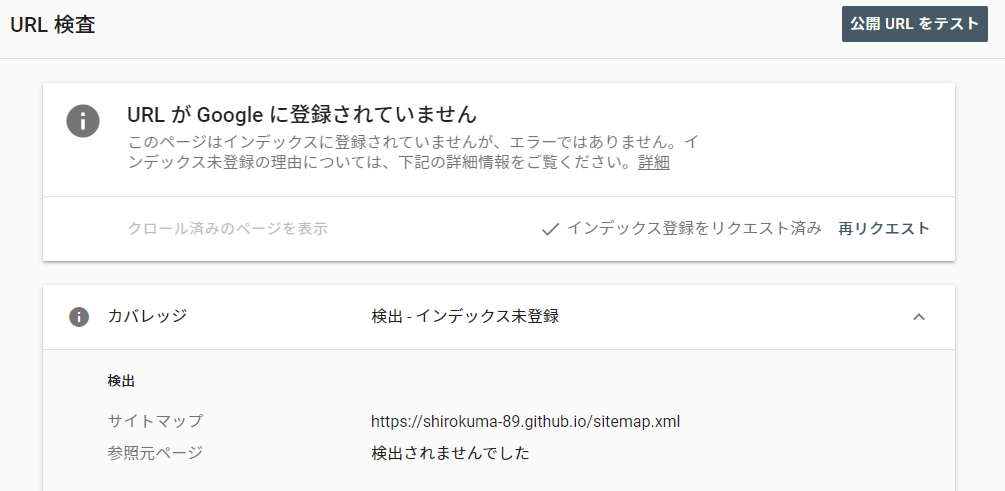 URL 検査
公開 URL をテスト
URL が Google に登録されていません
このページはインデックスに登録されていませんが、エラーではありません。イ
ンデックス未登録の理由については、下記の詳細情報をご覧ください。詳細
クロール済みのページを表示
インデックス登録をリクエスト済み
再リクエスト
カバレッジ
検出 - インデックス未登録
検出
サイトマップ
https://shirokuma-89.github.io/sitemap.xml
参照元ページ
検出されませんでした